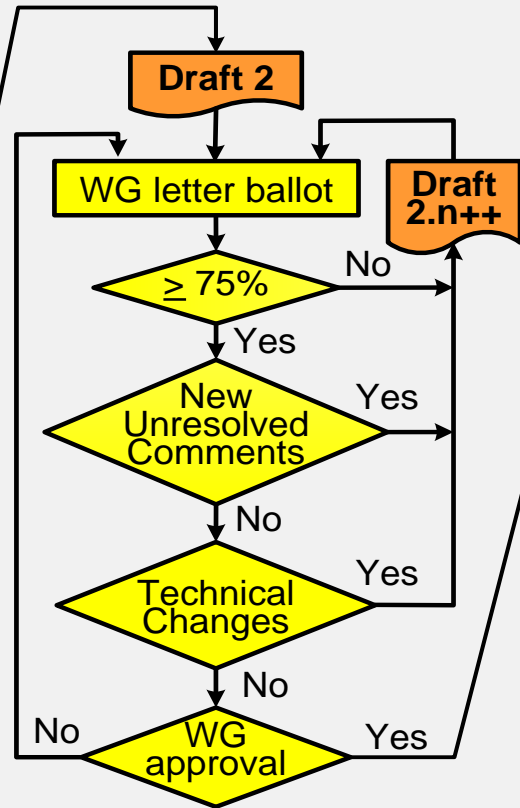 Draft 2
WG letter ballot
Draft
2.n++
≥ 75%
No
Yes
New
Unresolved
Comments
Yes
No
Technical
Changes
Yes
No
No
WG
approval
Yes